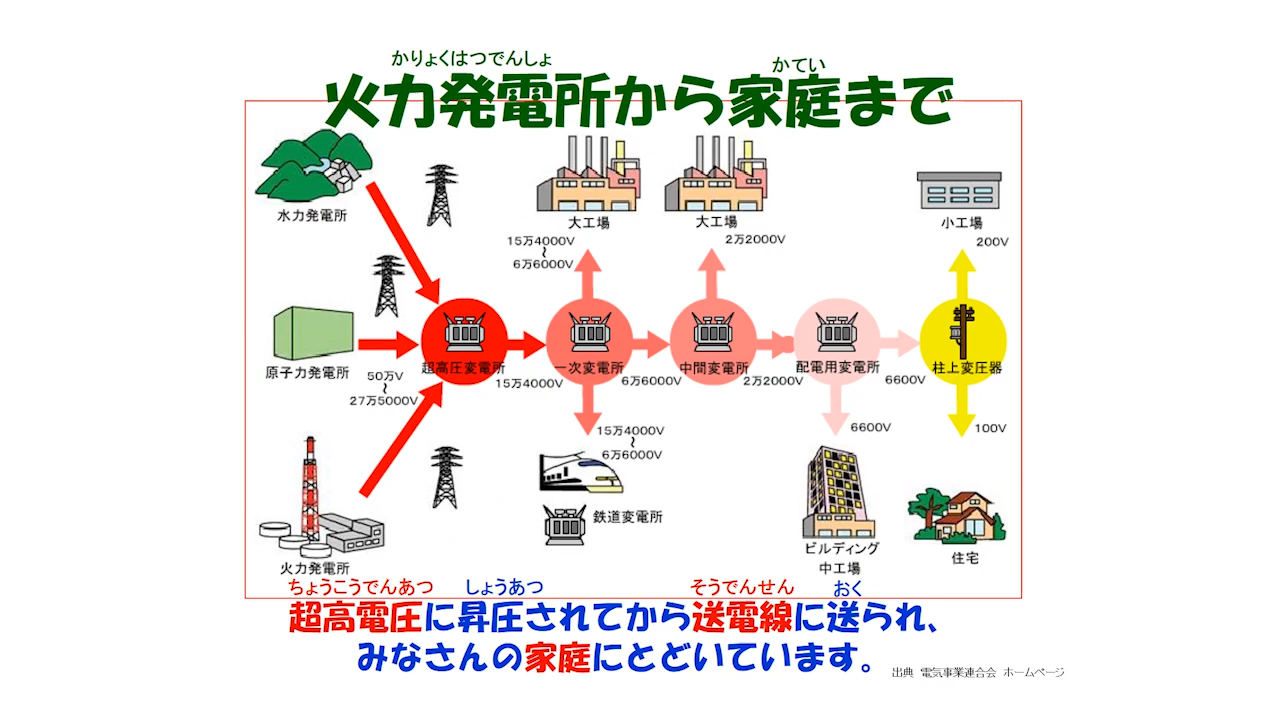 かりょくはつでんしょ かてい
火力発電所から家庭まで
水力発電所
大工場
大工場
小工場
15万4000V
〜
6万6000V
2万2000V
200V
原子力発電所
超高圧変電所
一次変電所
中間変電所
配電用変電所
柱上変圧器
50万V
〜
27万5000V
15万4000V
6万6000V
2万2000V
6600V
15万4000V
〜
6万6000V
6600V
100V
鉄道変電所
ビルディング
中工場
住宅
火力発電所
ちょうこうでんあつ しょうあつ そうでんせん おく
超高電圧に昇圧されてから送電線に送られ、
みなさんの家庭にとどいています。
出典 電気事業連合会 ホームページ